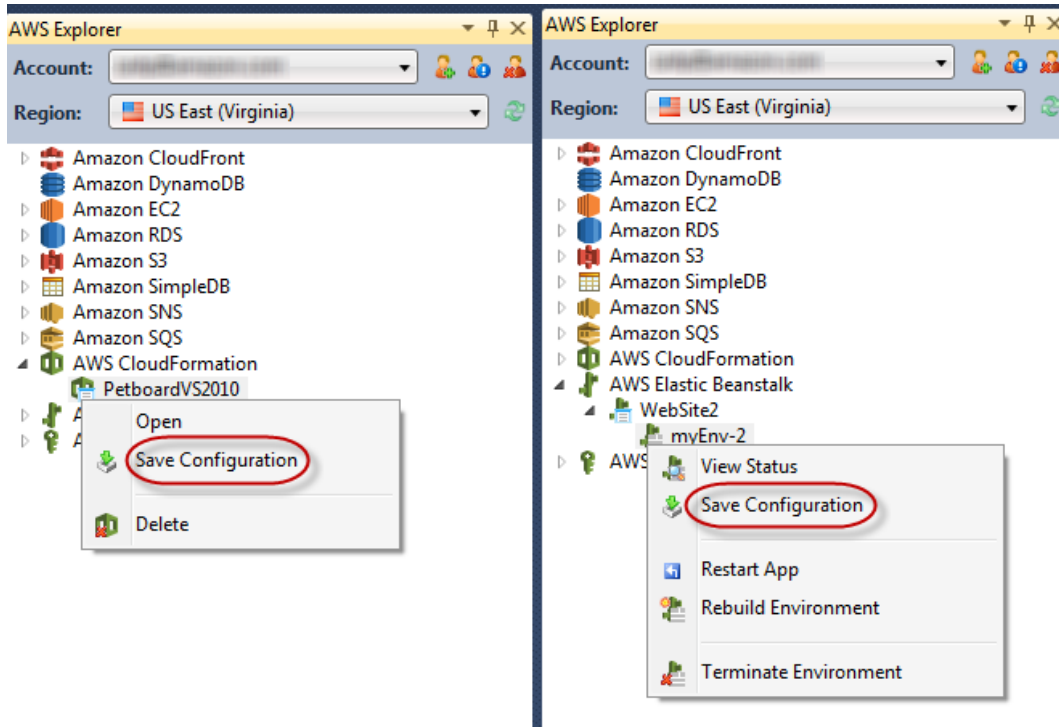 AWS Explorer
Account:
Region: US East (Virginia)
Amazon CloudFront
Amazon DynamoDB
Amazon EC2
Amazon RDS
Amazon S3
Amazon SimpleDB
Amazon SNS
Amazon SQS
AWS CloudFormation
PetboardVS2010
A
A
Open
Save Configuration
Delete
AWS Explorer
Account:
Region: US East (Virginia)
Amazon CloudFront
Amazon DynamoDB
Amazon EC2
Amazon RDS
Amazon S3
Amazon SimpleDB
Amazon SNS
Amazon SQS
AWS CloudFormation
AWS Elastic Beanstalk
WebSite2
myEnv-2
AWS
View Status
Save Configuration
Restart App
Rebuild Environment
Terminate Environment